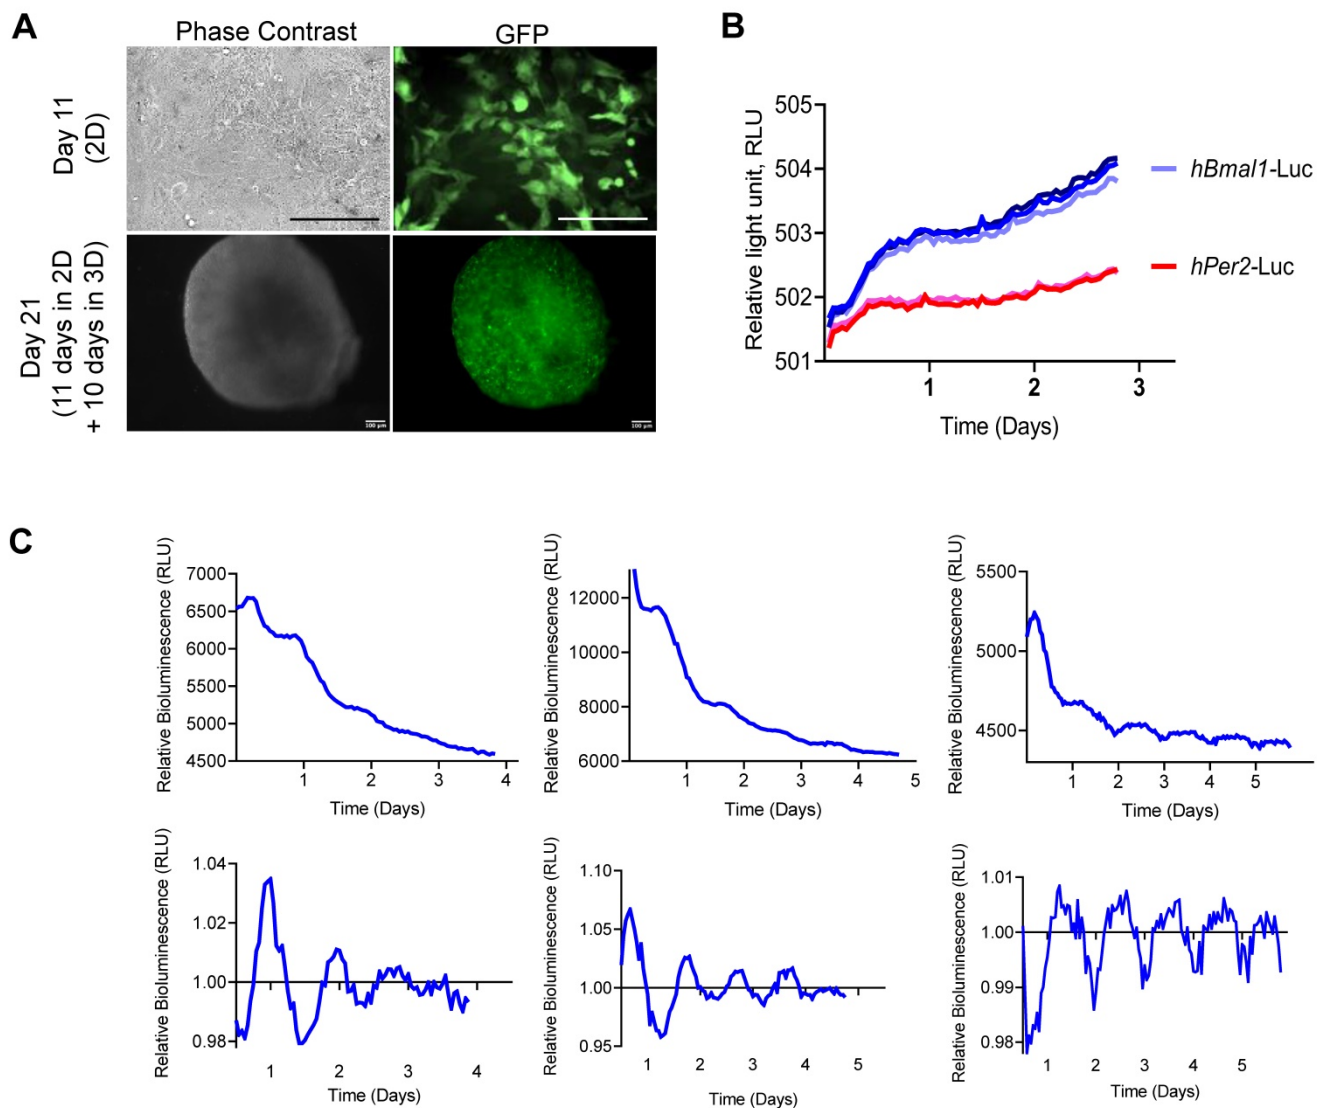 A
Phase Contrast
GFP
Day 11
(2D)
Day 21
(11 days in 2D
+ 10 days in 3D)
100 µm
100 µm
B
Relative light unit, RLU
505
504
503
502
501
1
2
3
Time (Days)
hBmal1-Luc
hPer2-Luc
C
Relative Bioluminescence (RLU)
7000
6500
6000
5500
5000
4500
1
2
3
4
Time (Days)
Relative Bioluminescence (RLU)
12000
10000
8000
6000
1
2
3
4
5
Time (Days)
Relative Bioluminescence (RLU)
5500
5000
4500
1
2
3
4
5
Time (Days)
Relative Bioluminescence (RLU)
1.04
1.02
1.00
0.98
1
2
3
4
Time (Days)
Relative Bioluminescence (RLU)
1.10
1.05
1.00
0.95
1
2
3
4
5
Time (Days)
Relative Bioluminescence (RLU)
1.01
1.00
0.99
0.98
1
2
3
4
5
Time (Days)